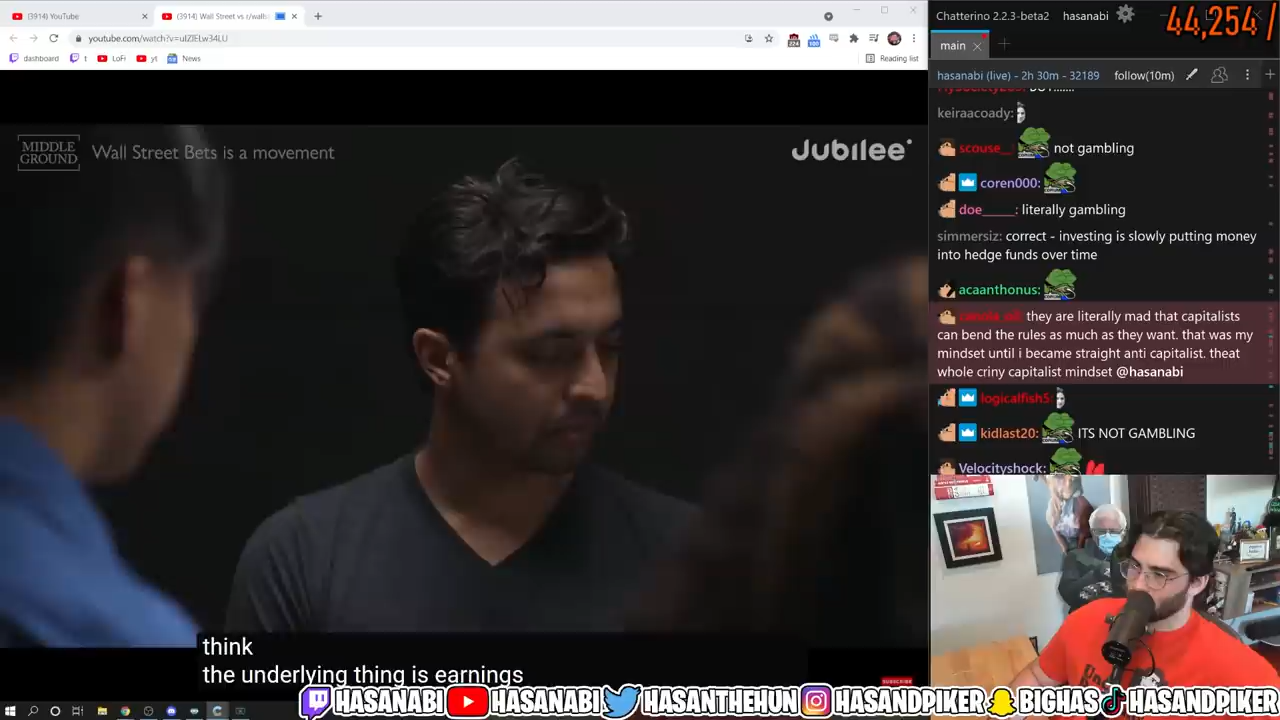 (3914) YouTube
(3914) Wall Street vs r/walls
Chatterino 2.2.3-beta2
hasanabi
44,254 /
youtube.com/watch?v=ulZlELw34LU
main
dashboard
t
LoFi
yt
News
Reading list
hasanabi (live) - 2h 30m - 32189
follow(10m)
keiraacoady:
MIDDLE
GROUND
Wall Street Bets is a movement
Jubilee
scouse_: not gambling
coren000:
doe_____: literally gambling
simmersiz: correct - investing is slowly putting money
into hedge funds over time
acaanthonus:
canola_oil: they are literally mad that capitalists
can bend the rules as much as they want. that was my
mindset until i became straight anti capitalist. theat
whole criny capitalist mindset @hasanabi
logicalfish5:
kidlast20: ITS NOT GAMBLING
Velocityshock:
think
the underlying thing is earnings
SUBSCRIBE
HASANABI
HASANABI
HASANTHEHUN
HASANDPIKER
BIGHAS
HASANDPIKER